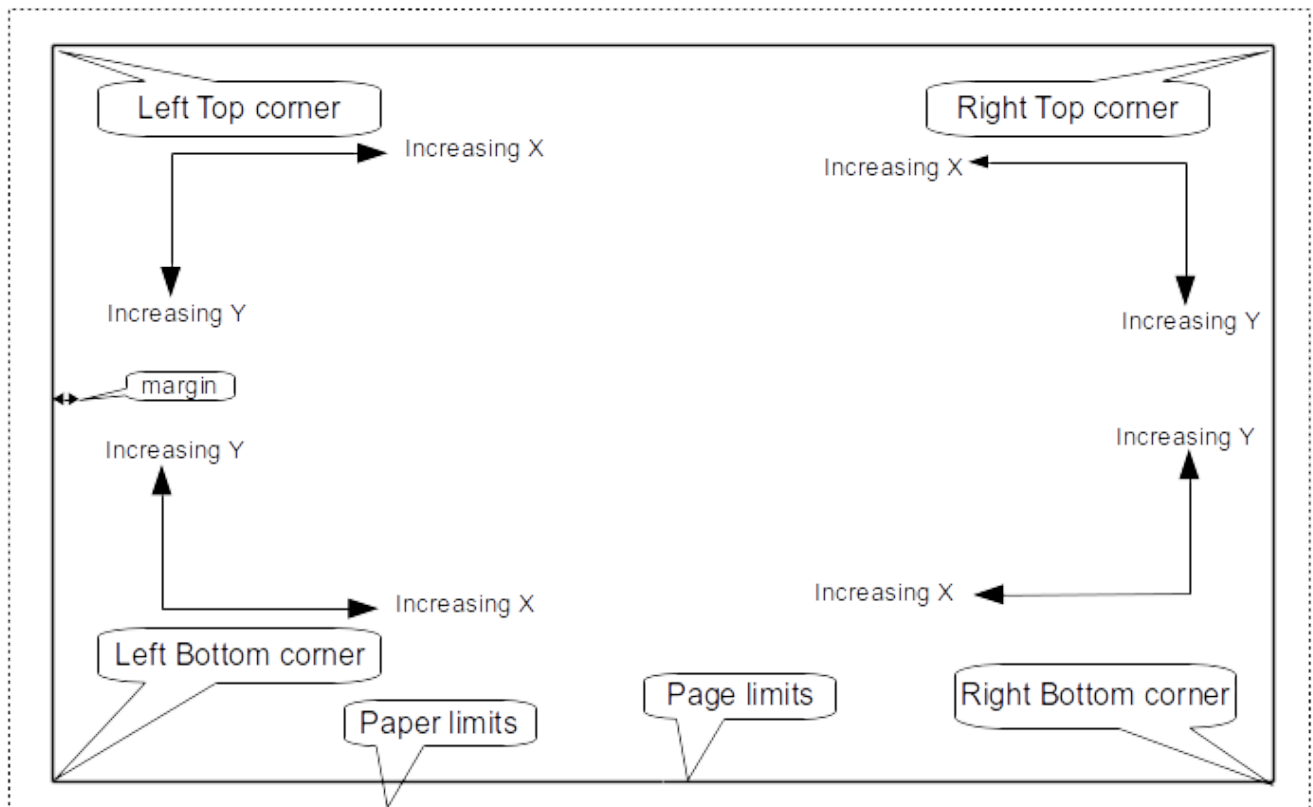 Left Top corner
Right Top corner
Increasing X
Increasing X
Increasing Y
Increasing Y
margin
Increasing Y
Increasing Y
Increasing X
Increasing X
Left Bottom corner
Page limits
Right Bottom corner
Paper limits